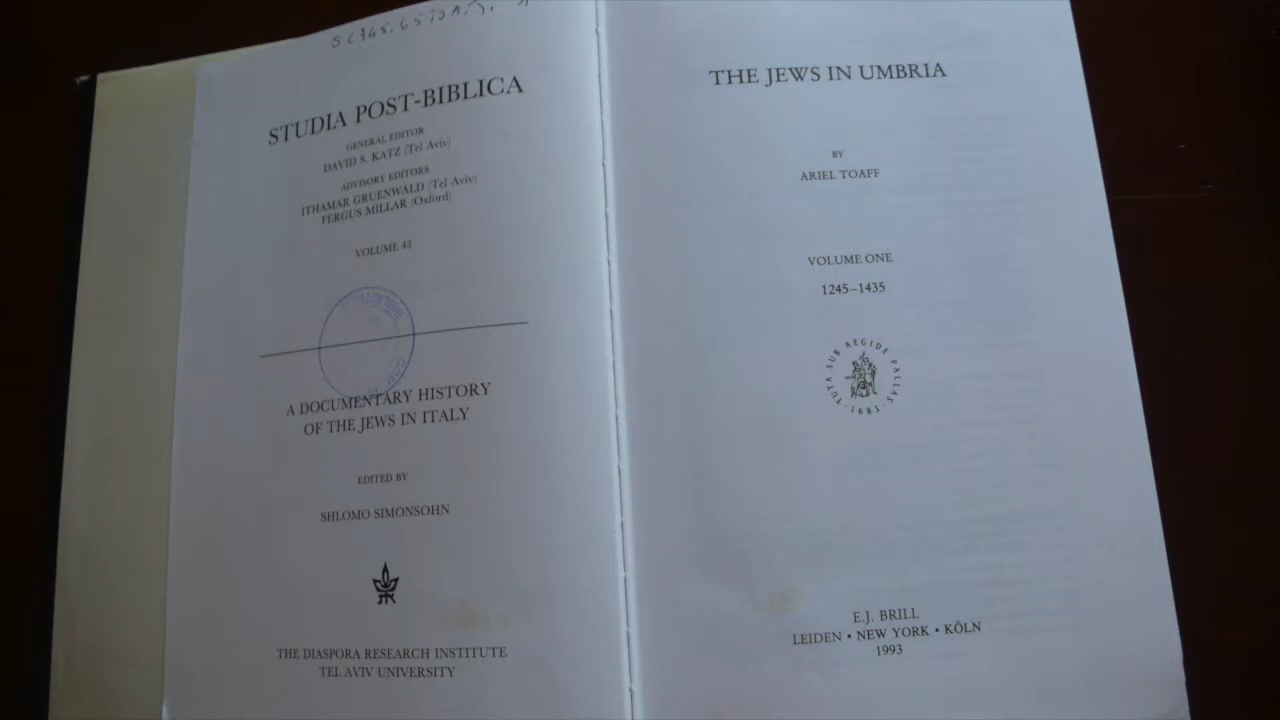 STUDIA POST-BIBLICA
GENERAL EDITOR
DAVID S. KATZ (Tel Aviv)
ADVISORY EDITORS
ITHAMAR GRUENWALD (Tel Aviv)
FERGUS MILLAR (Oxford)
VOLUME 43
A DOCUMENTARY HISTORY
OF THE JEWS IN ITALY
EDITED BY
SHLOMO SIMONSOHN
THE DIASPORA RESEARCH INSTITUTE
TEL AVIV UNIVERSITY
THE JEWS IN UMBRIA
BY
ARIEL TOAFF
VOLUME ONE
1245–1435
TUTA SUB AEGIDE PALLAS · 1683 ·
E.J. BRILL
LEIDEN • NEW YORK • KÖLN
1993